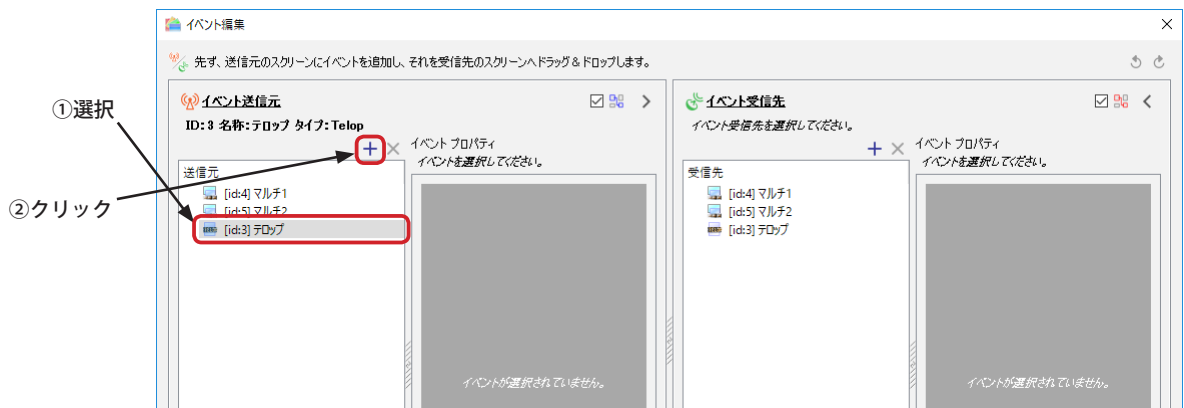 イベント編集
先ず、送信元のスクリーンにイベントを追加し、それを受信先のスクリーンへドラッグ＆ドロップします。
①選択
②クリック
イベント送信元
ID: 3 名称: テロップ タイプ: Telop
イベント プロパティ
イベントを選択してください。
送信元
[id:4] マルチ1
[id:5] マルチ2
[id:3] テロップ
イベントが選択されていません。
イベント受信先
イベント受信先を選択してください。
イベント プロパティ
イベントを選択してください。
受信先
[id:4] マルチ1
[id:5] マルチ2
[id:3] テロップ
イベントが選択されていません。